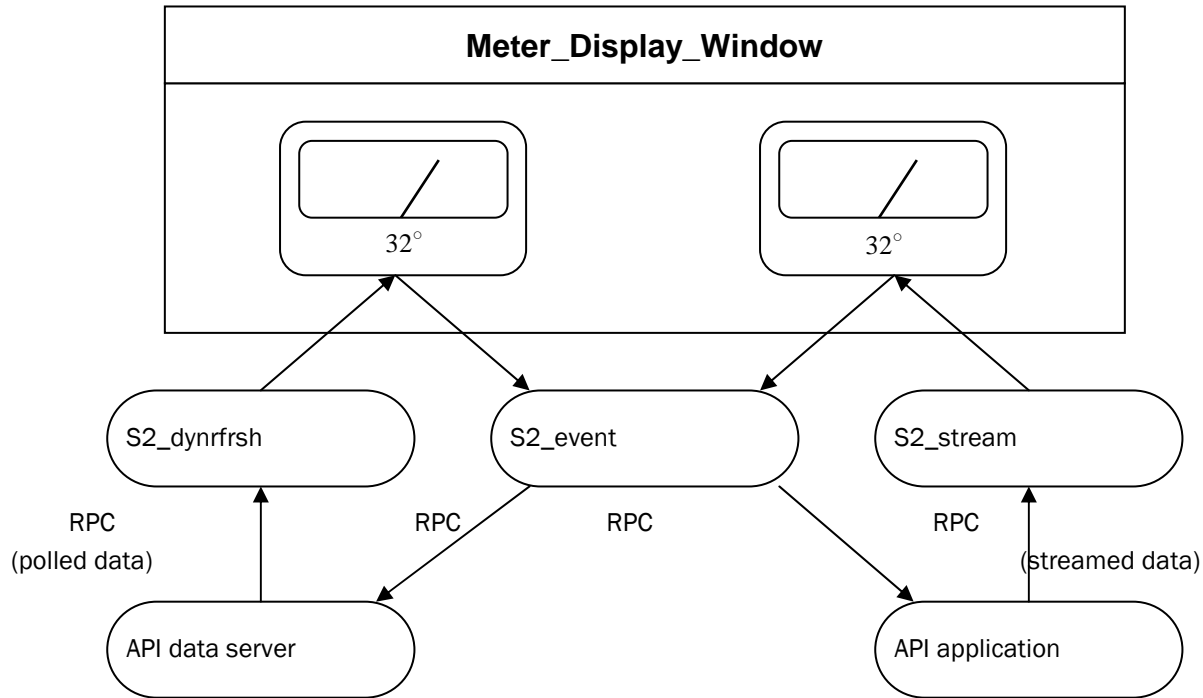 Meter_Display_Window
32°
32°
S2_dynrfrsh
S2_event
S2_stream
RPC
(polled data)
RPC
RPC
RPC
(streamed data)
API data server
API application